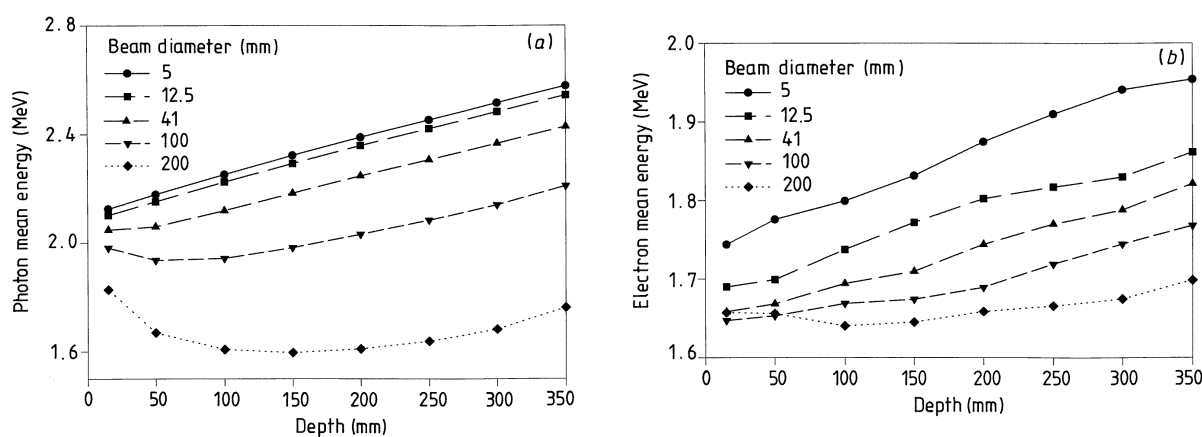 2.8
2.4
2.0
1.6
Photon mean energy (MeV)
Beam diameter (mm)
5
12.5
41
100
200
(a)
0 50 100 150 200 250 300 350
Depth (mm)
2.0
1.9
1.8
1.7
1.6
Electron mean energy (MeV)
Beam diameter (mm)
5
12.5
41
100
200
(b)
0 50 100 150 200 250 300 350
Depth (mm)